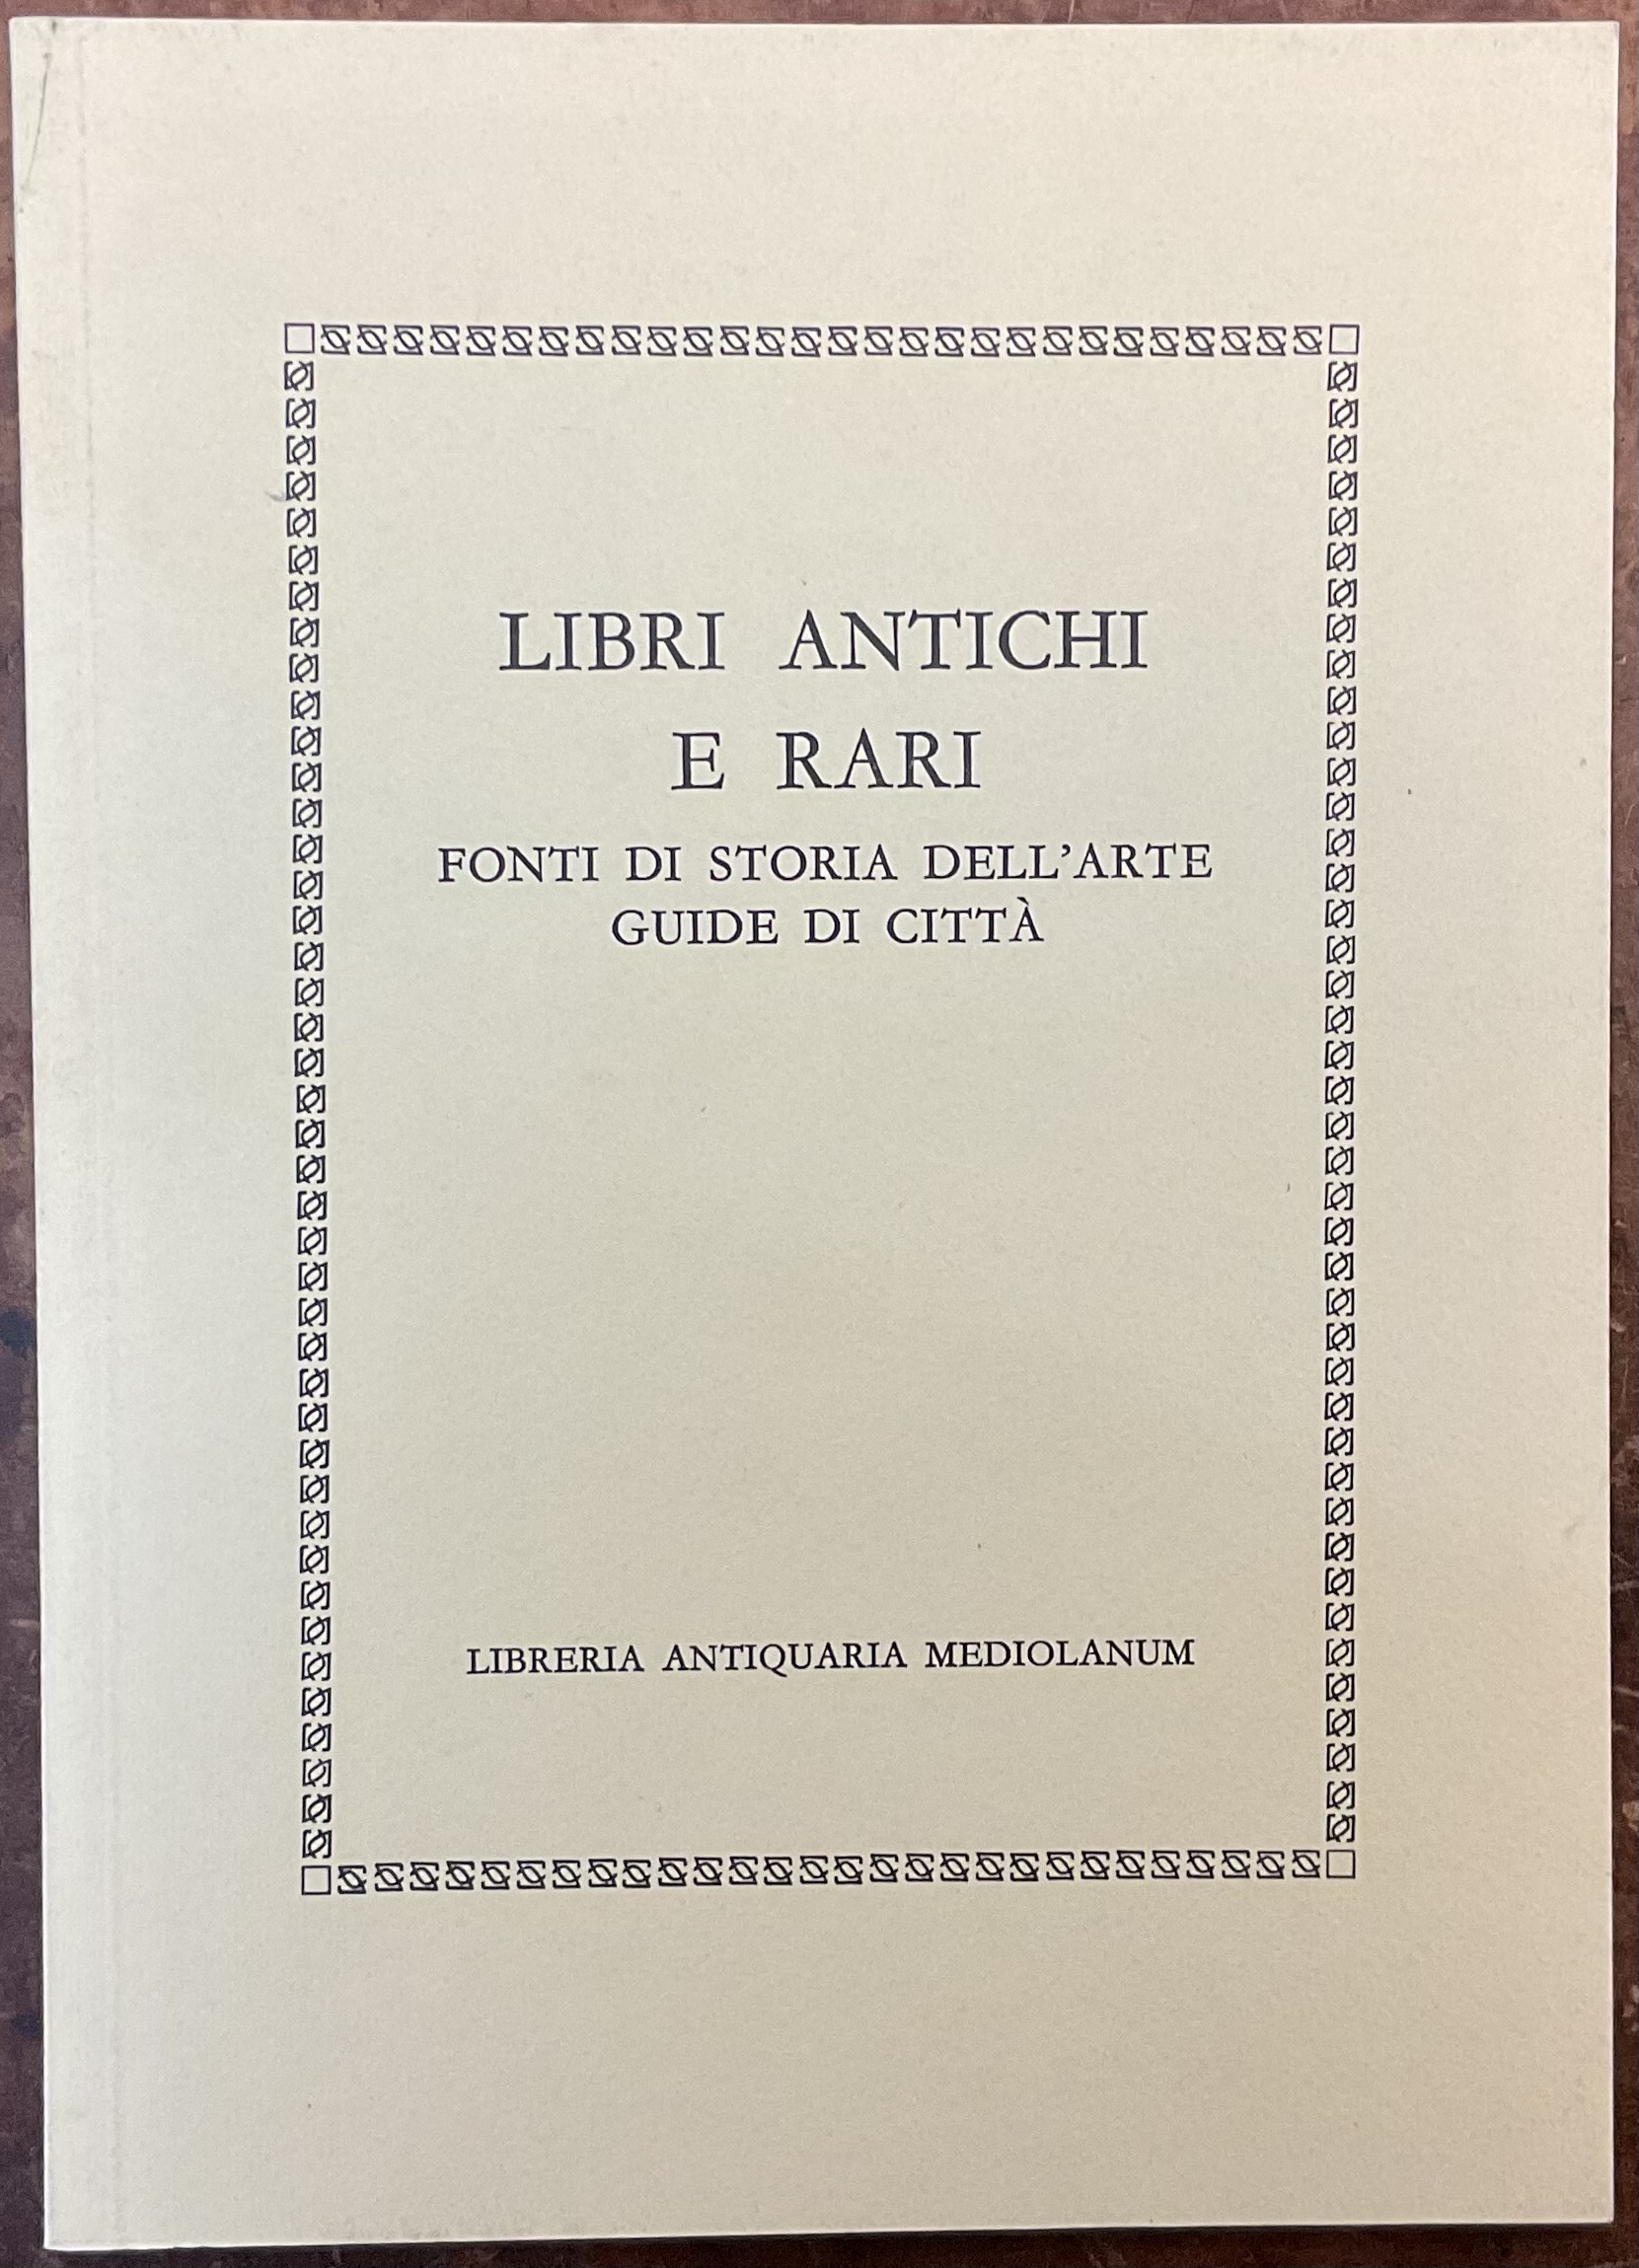 LIBRI ANTICHI
E RARI
FONTI DI STORIA DELL’ARTE
GUIDE DI CITTÀ
LIBRERIA ANTIQUARIA MEDIOLANUM